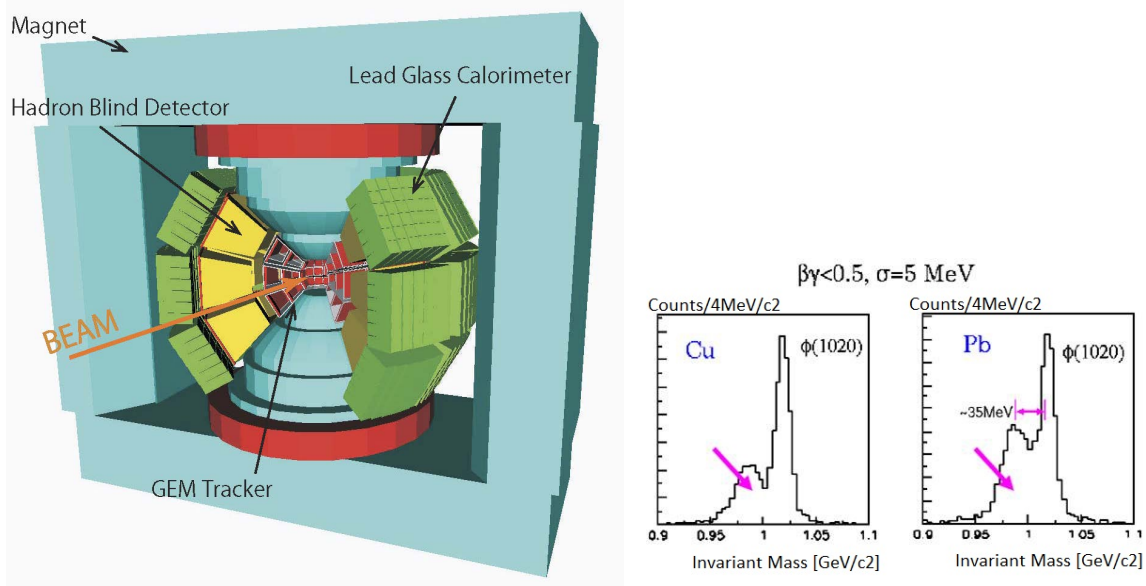 Magnet
Lead Glass Calorimeter
Hadron Blind Detector
BEAM
GEM Tracker
βγ<0.5, σ=5 MeV
Counts/4MeV/c2
Cu
ϕ(1020)
0.9 0.95 1 1.05 1.1
Invariant Mass [GeV/c2]
Counts/4MeV/c2
Pb
ϕ(1020)
~35MeV
0.9 0.95 1 1.05 1.1
Invariant Mass [GeV/c2]